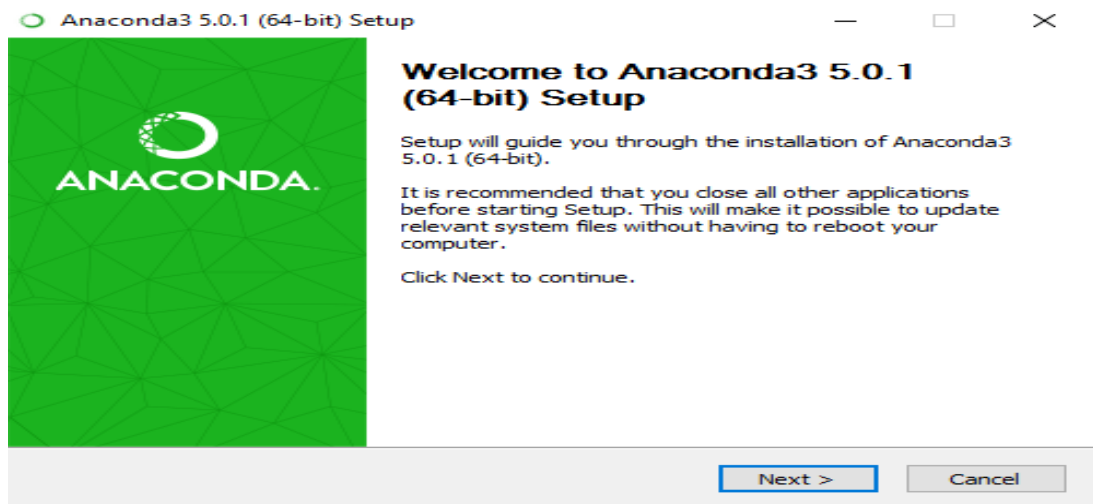 Anaconda3 5.0.1 (64-bit) Setup
ANACONDA.
Welcome to Anaconda3 5.0.1
(64-bit) Setup
Setup will guide you through the installation of Anaconda3
5.0.1 (64-bit).
It is recommended that you close all other applications
before starting Setup. This will make it possible to update
relevant system files without having to reboot your
computer.
Click Next to continue.
Next >
Cancel